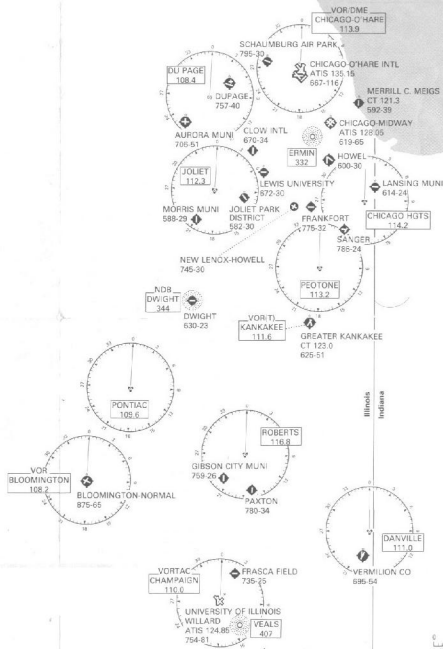 VOR/DME
CHICAGO-O'HARE
113.9
SCHAUMBURG AIR PARK
795-30
CHICAGO-O'HARE INTL
ATIS 135.15
667-116
DU PAGE
108.4
DUPAGE
757-40
MERRILL C. MEIGS
CT 121.3
592-39
AURORA MUNI
706-51
CLOW INTL
670-34
CHICAGO-MIDWAY
ATIS 128.05
619-65
ERMIN
332
HOWEL
600-30
JOLIET
112.3
LEWIS UNIVERSITY
672-30
LANSING MUNI
614-24
MORRIS MUNI
588-29
JOLIET PARK
DISTRICT
582-30
FRANKFORT
775-32
CHICAGO HGTS
114.2
SANGER
786-24
NEW LENOX-HOWELL
745-30
PEOTONE
113.2
NDB
DWIGHT
344
DWIGHT
630-23
VOR(T)
KANKAKEE
111.6
GREATER KANKAKEE
CT 123.0
625-51
Illinois
Indiana
PONTIAC
109.6
ROBERTS
116.8
VOR
BLOOMINGTON
108.2
BLOOMINGTON-NORMAL
875-65
GIBSON CITY MUNI
759-26
PAXTON
780-34
DANVILLE
111.0
VERMILION CO
695-54
VORTAC
CHAMPAIGN
110.0
FRASCA FIELD
735-25
UNIVERSITY OF ILLINOIS
WILLARD
ATIS 124.85
754-81
VEALS
407